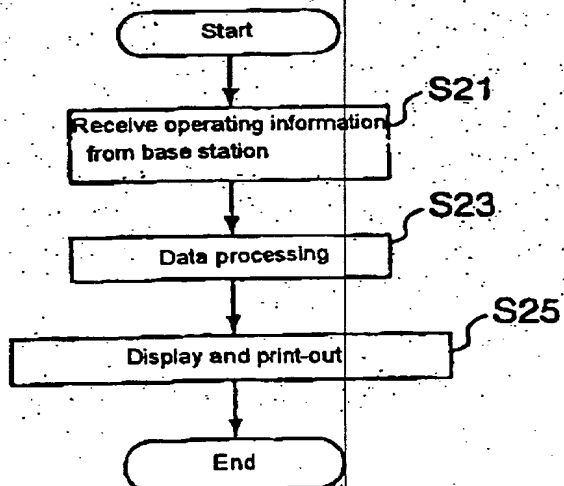 Start
S21
Receive operating information
from base station
S23
Data processing
S25
Display and print-out
End